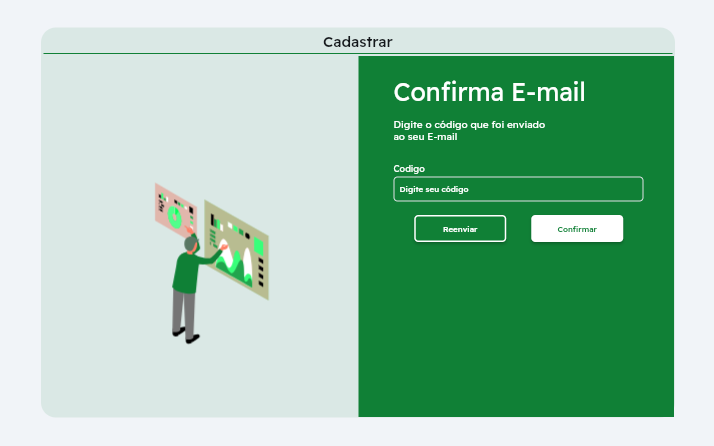 Cadastrar
Confirma E-mail
Digite o código que foi enviado
ao seu E-mail
Codigo
Digite seu código
Reenviar
Confirmar